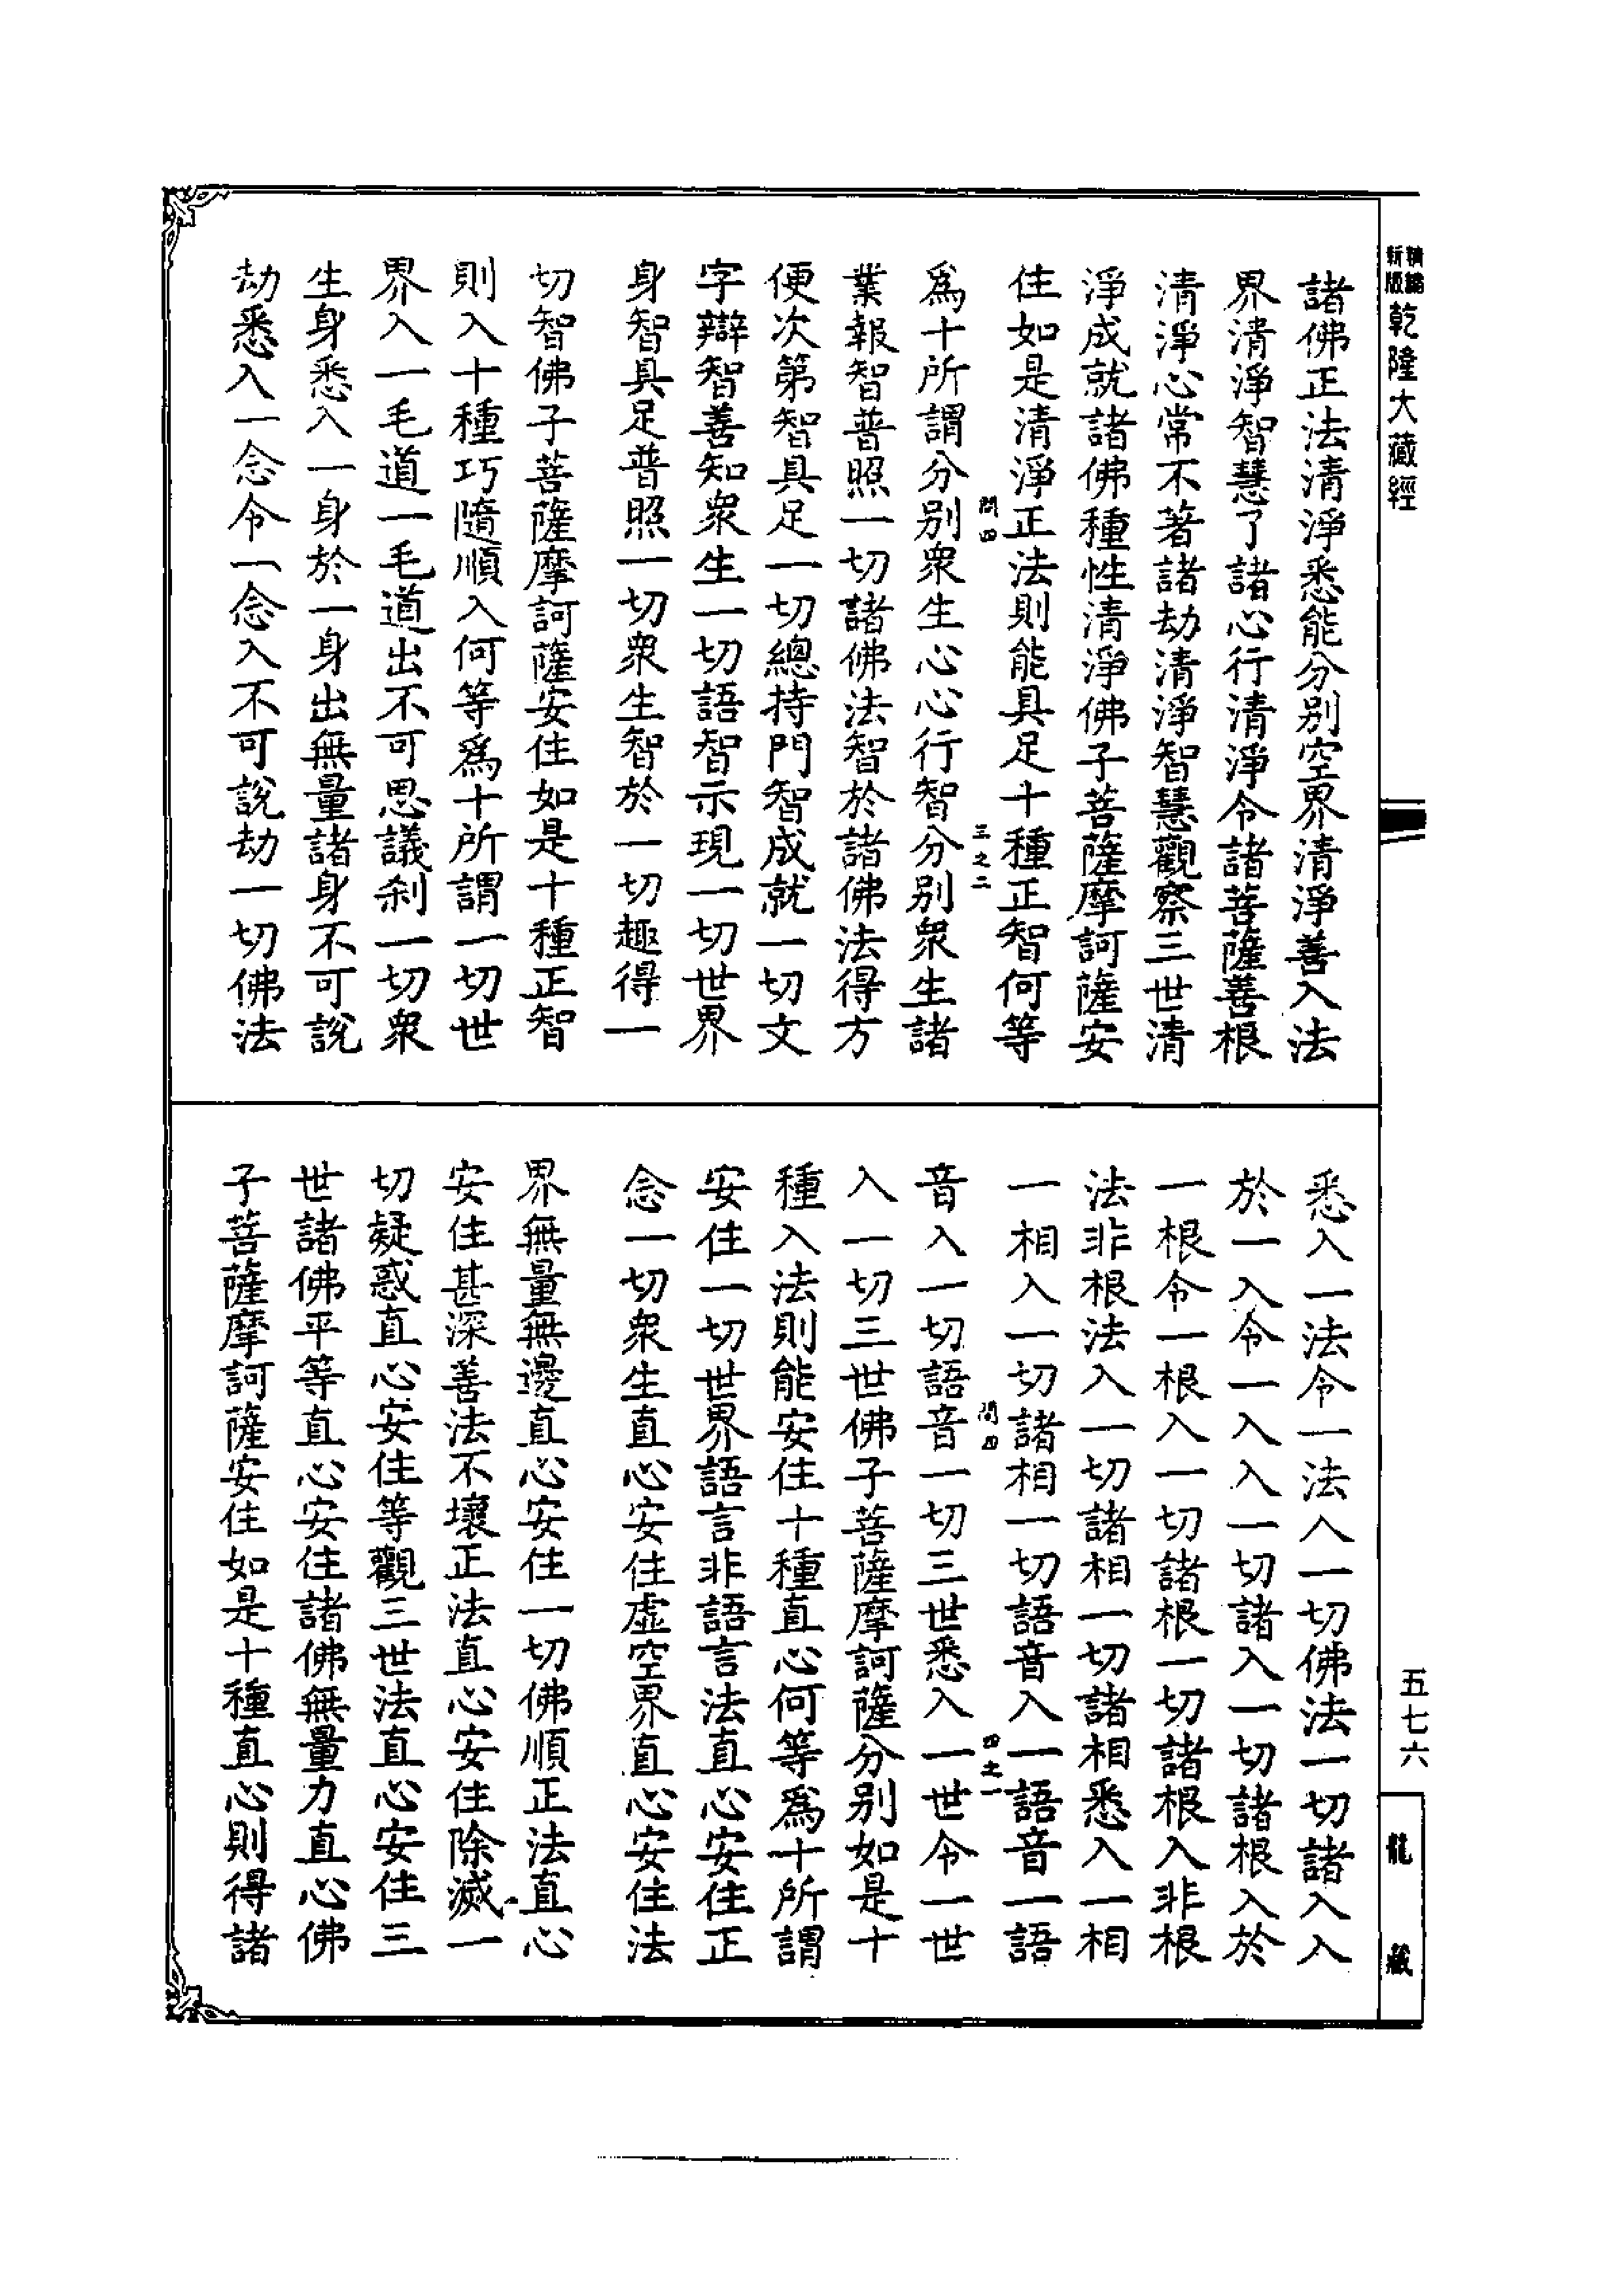 精編新版乾隆大藏經
諸佛正法清淨悉能分別空界清淨善入法
界清淨智慧了諸心行清淨令諸菩薩善根
清淨心常不著諸劫清淨智慧觀察三世清
淨成就諸佛種性清淨佛子菩薩摩訶薩安
住如是清淨正法則能具足十種正智何等
問四 三之二
爲十所謂分別衆生心心行智分別衆生諸
業報智普照一切諸佛法智於諸佛法得方
便次第智具足一切總持門智成就一切文
字辯智善知衆生一切語智示現一切世界
身智具足普照一切衆生智於一切趣得一
切智佛子菩薩摩訶薩安住如是十種正智
則入十種巧隨順入何等爲十所謂一切世
界入一毛道一毛道出不可思議刹一切衆
生身悉入一身於一身出無量諸身不可說
劫悉入一念令一念入不可說劫一切佛法
悉入一法令一法入一切佛法一切諸入入
於一入令一入入一切諸入一切諸根入於
一根令一根入一切諸根一切諸根入非根
法非根法入一切諸相一切諸相悉入一相
一相入一切諸相一切語音入一語音一語
問四 四之一
音入一切語音一切三世悉入一世令一世
入一切三世佛子菩薩摩訶薩分別如是十
種入法則能安住十種直心何等爲十所謂
安住一切世界語言非語言法直心安住正
念一切衆生直心安住虛空界直心安住法
界無量無邊直心安住一切佛順正法直心
安住甚深善法不壞正法直心安住除滅一
切疑惑直心安住等觀三世法直心安住三
世諸佛平等直心安住諸佛無量力直心佛
子菩薩摩訶薩安住如是十種直心則得諸
五七六
龍藏